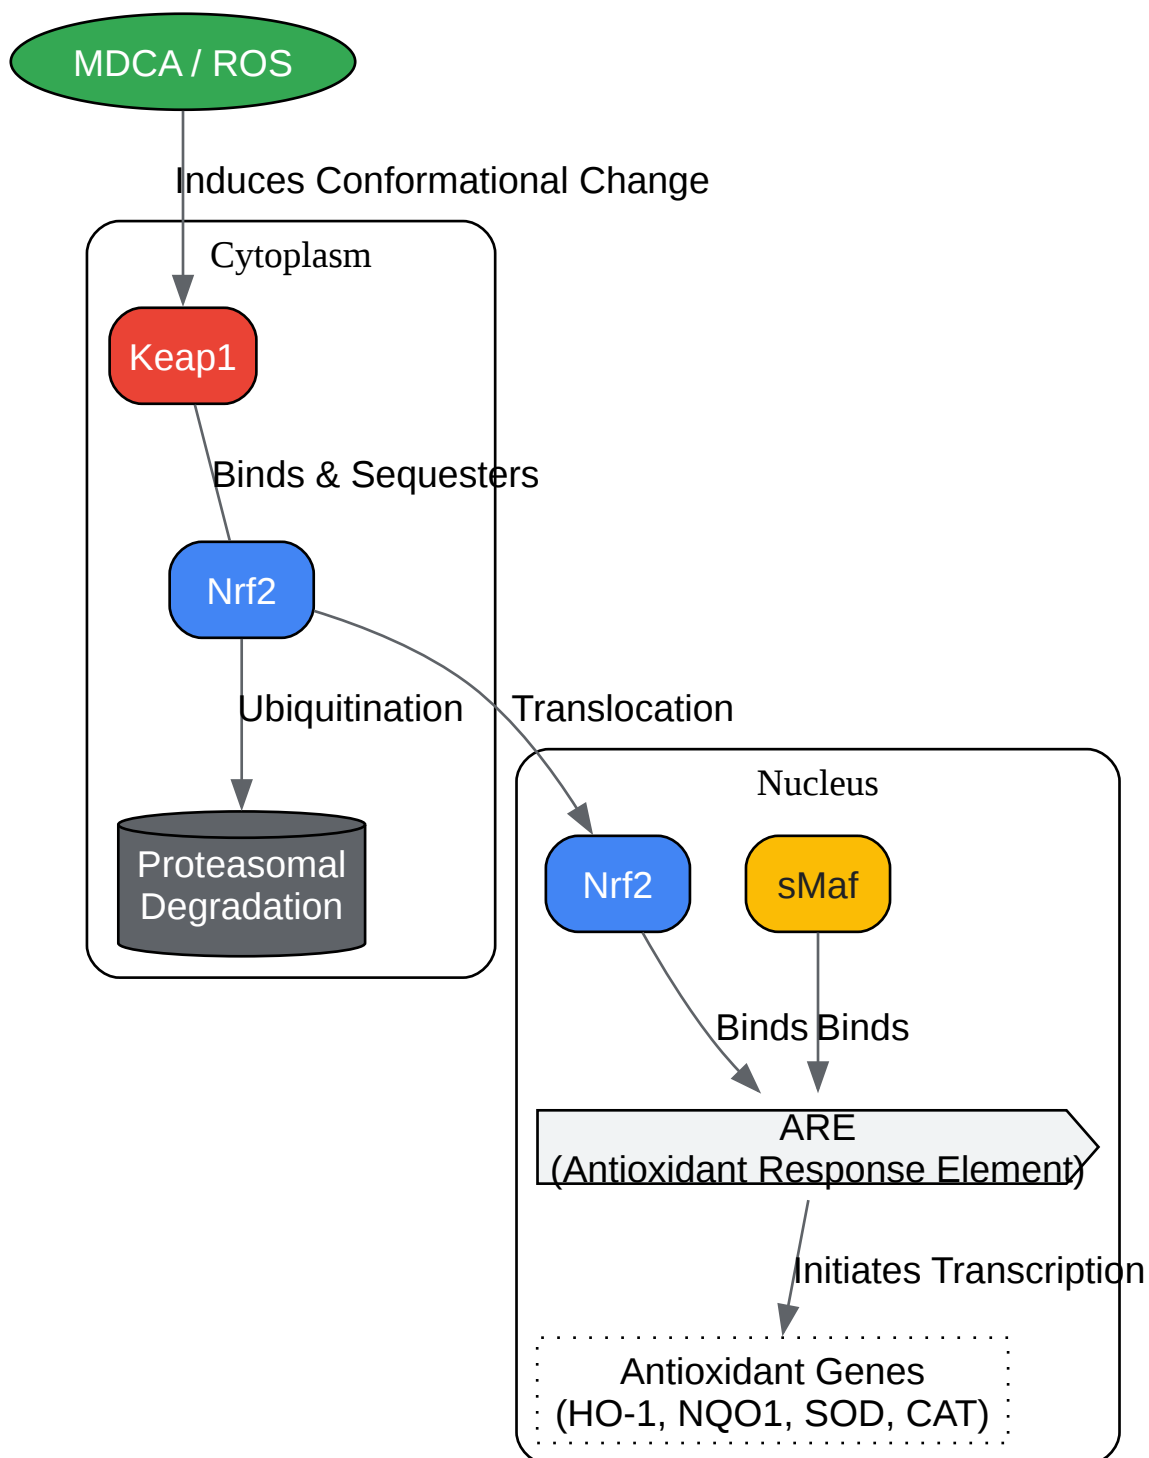 MDCA / ROS
Induces Conformational Change
Cytoplasm
Keap1
Binds & Sequesters
Nrf2
Ubiquitination
Translocation
Nucleus
Proteasomal
Degradation
Nrf2
sMaf
Binds
Binds
ARE
(Antioxidant Response Element)
Initiates Transcription
Antioxidant Genes
(HO-1, NQO1, SOD, CAT)